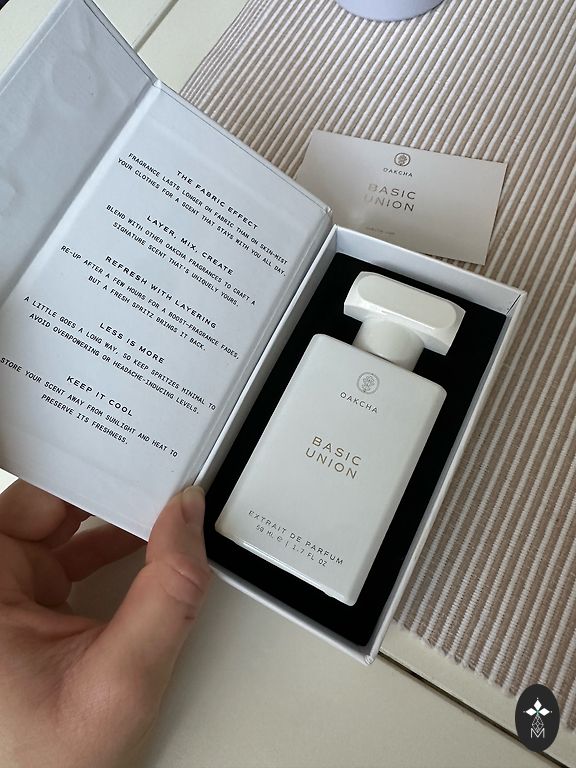 THE FABRIC EFFECT
FRAGRANCE LASTS LONGER ON FABRIC THAN ON SKIN-MIST
YOUR CLOTHES FOR A SCENT THAT STAYS WITH YOU ALL DAY.
LAYER, MIX, CREATE
BLEND WITH OTHER OAKCHA FRAGRANCES TO CRAFT A
SIGNATURE SCENT THAT'S UNIQUELY YOURS.
REFRESH WITH LAYERING
RE-UP AFTER A FEW HOURS FOR A BOOST-FRAGRANCE FADES,
BUT A FRESH SPRITZ BRINGS IT BACK.
LESS IS MORE
A LITTLE GOES A LONG WAY, SO KEEP SPRITZES MINIMAL TO
AVOID OVERPOWERING OR HEADACHE-INDUCING LEVELS.
KEEP IT COOL
STORE YOUR SCENT AWAY FROM SUNLIGHT AND HEAT TO
PRESERVE ITS FRESHNESS.
OAKCHA
BASIC
UNION
OAKCHA
BASIC
UNION
EXTRAIT DE PARFUM
50 ML ℮ | 1.7 FL OZ
M